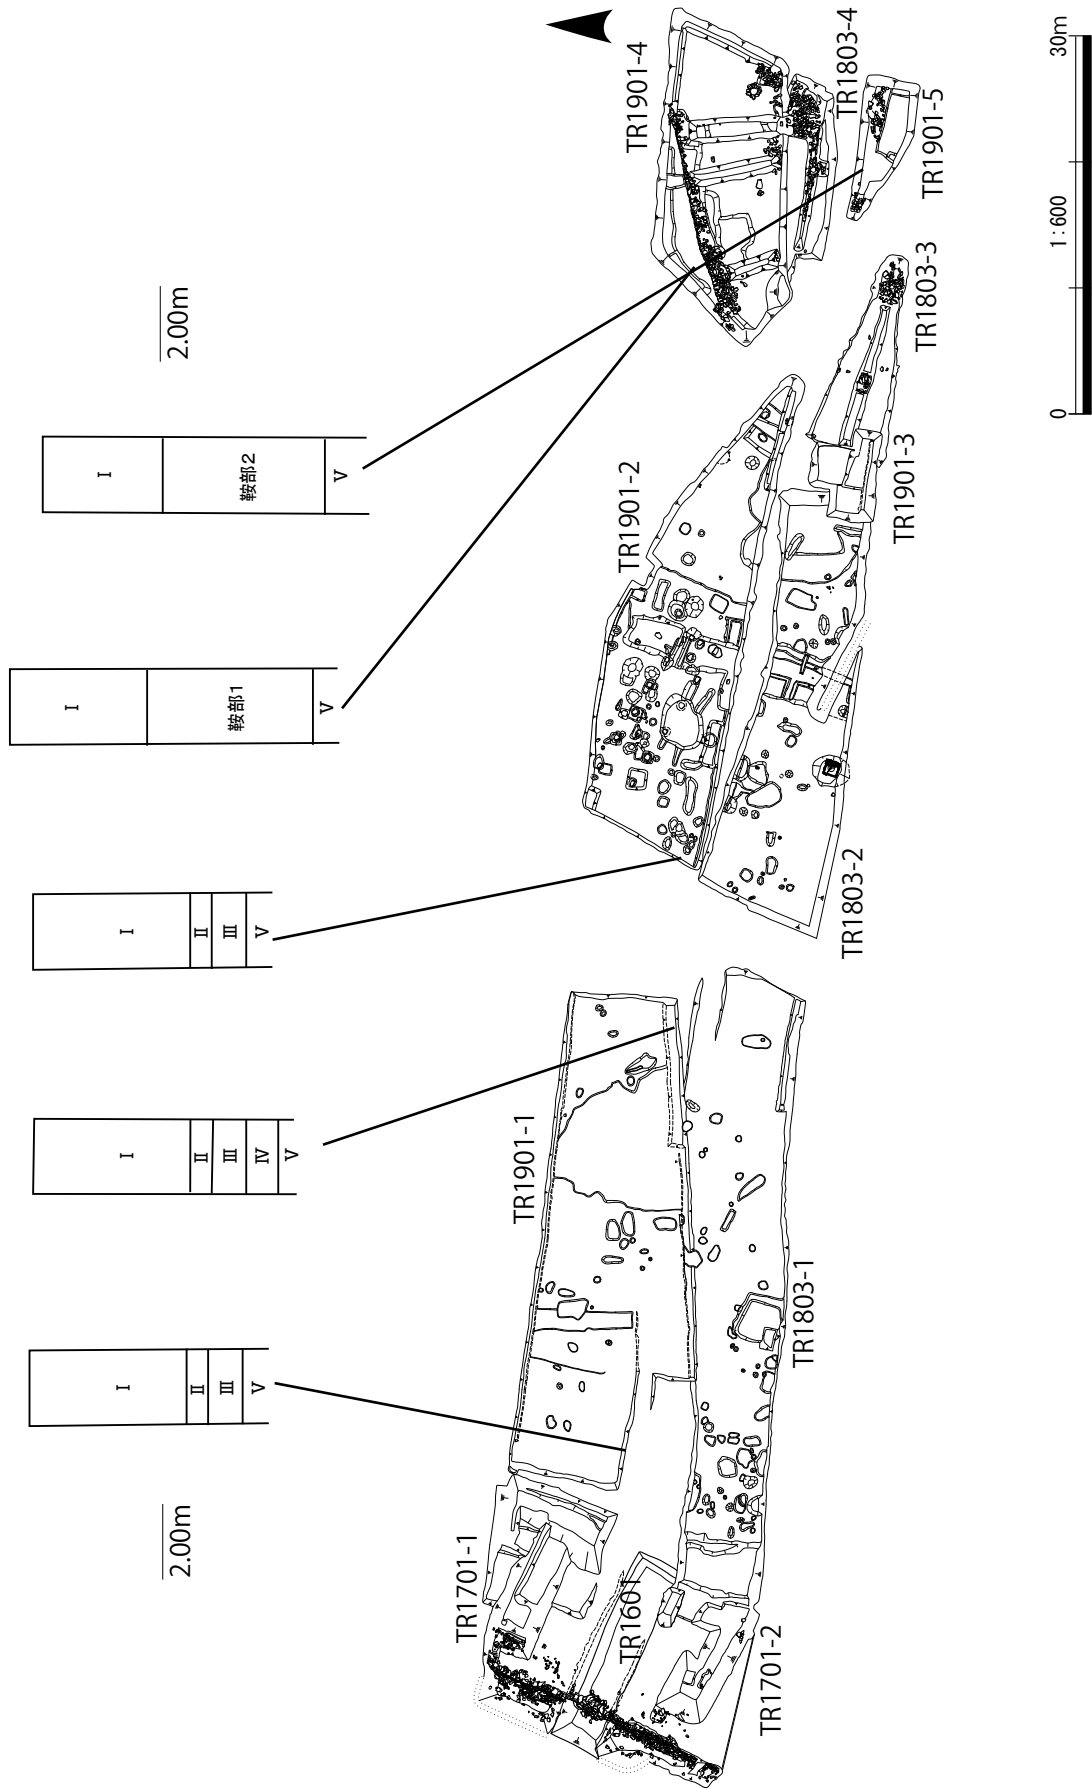 2.00m
I
II
III
V
I
II
III
IV
V
I
II
III
V
I
鞍部1
V
I
鞍部2
V
2.00m
TR1701-1
TR1601
TR1701-2
TR1901-1
TR1803-1
TR1901-2
TR1803-2
TR1901-3
TR1803-3
TR1901-4
TR1803-4
TR1901-5
0
1:600
30m